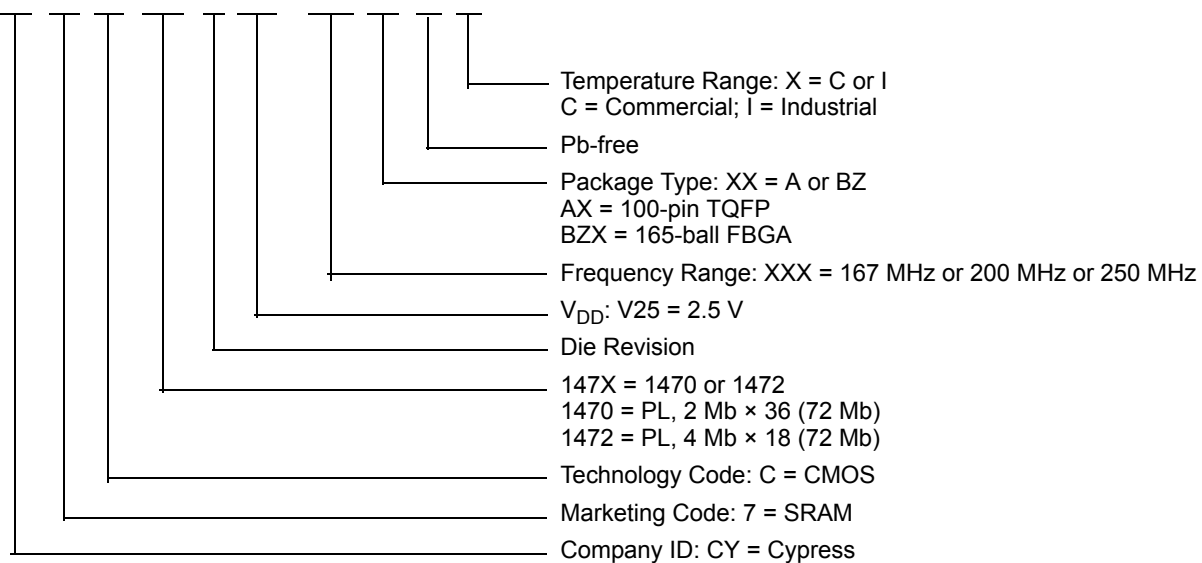 Temperature Range: X = C or I
C = Commercial; I = Industrial
Pb-free
Package Type: XX = A or BZ
AX = 100-pin TQFP
BZX = 165-ball FBGA
Frequency Range: XXX = 167 MHz or 200 MHz or 250 MHz
VDD: V25 = 2.5 V
Die Revision
147X = 1470 or 1472
1470 = PL, 2 Mb × 36 (72 Mb)
1472 = PL, 4 Mb × 18 (72 Mb)
Technology Code: C = CMOS
Marketing Code: 7 = SRAM
Company ID: CY = Cypress